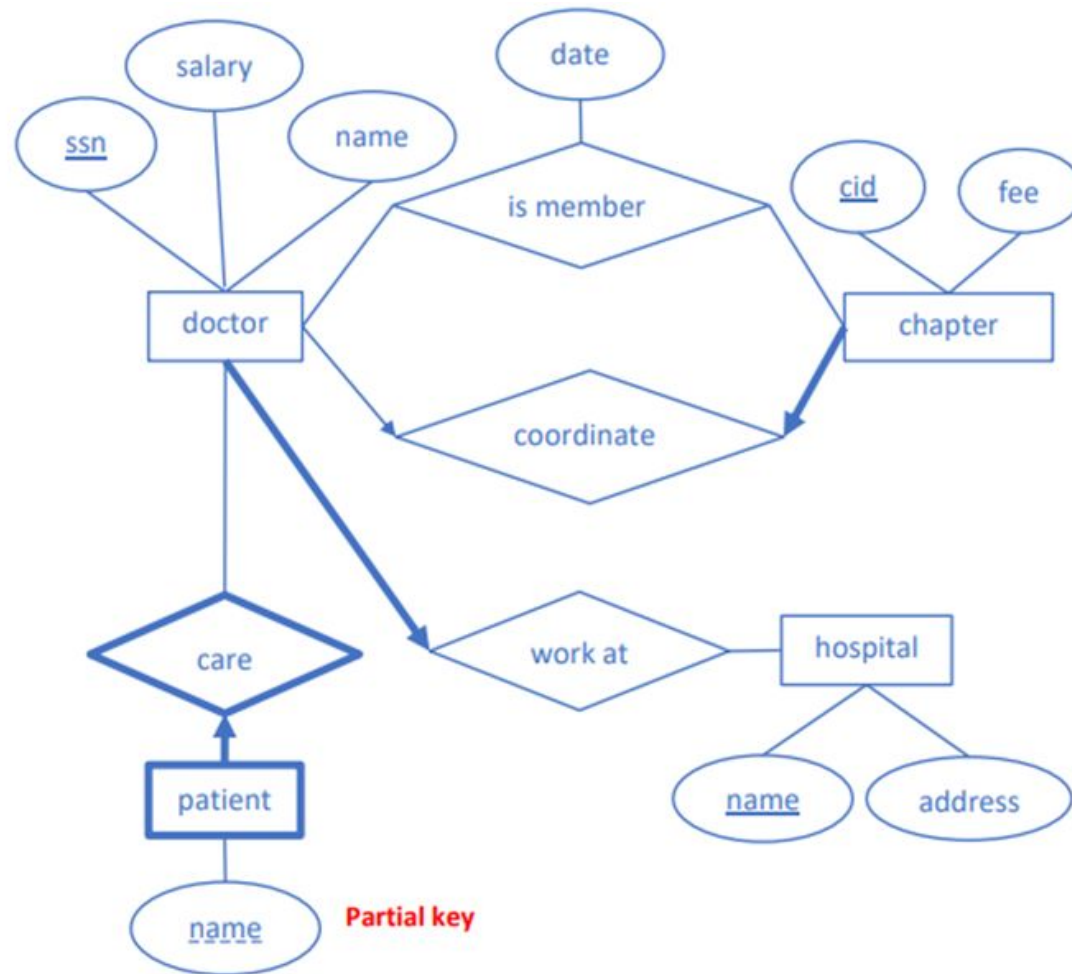 date
salary
ssn
name
is member
cid
fee
doctor
chapter
coordinate
care
work at
hospital
patient
name
address
name
Partial key